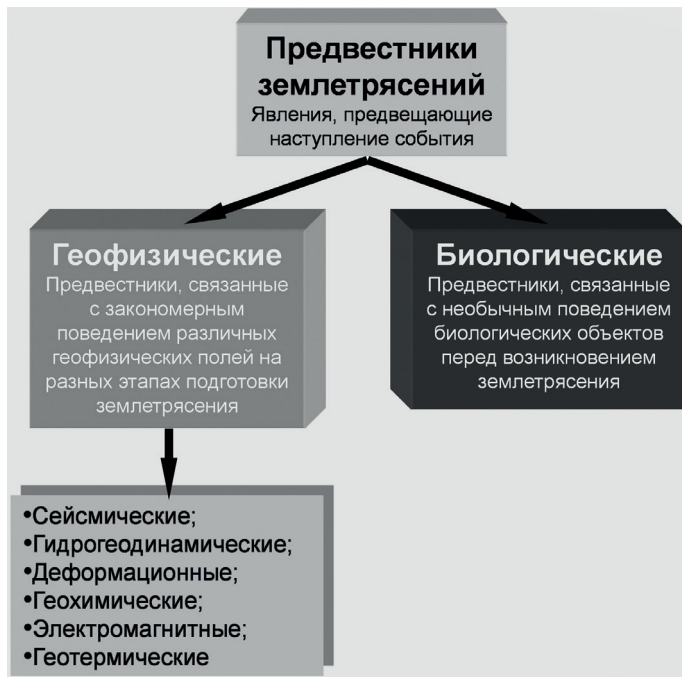 Предвестники
землетрясений
Явления, предвещающие
наступление события
Геофизические
Предвестники, связанные
с закономерным
поведением различных
геофизических полей на
разных этапах подготовки
землетрясения
Биологические
Предвестники, связанные
с необычным поведением
биологических объектов
перед возникновением
землетрясения
•Сейсмические;
•Гидрогеодинамические;
•Деформационные;
•Геохимические;
•Электромагнитные;
•Геотермические